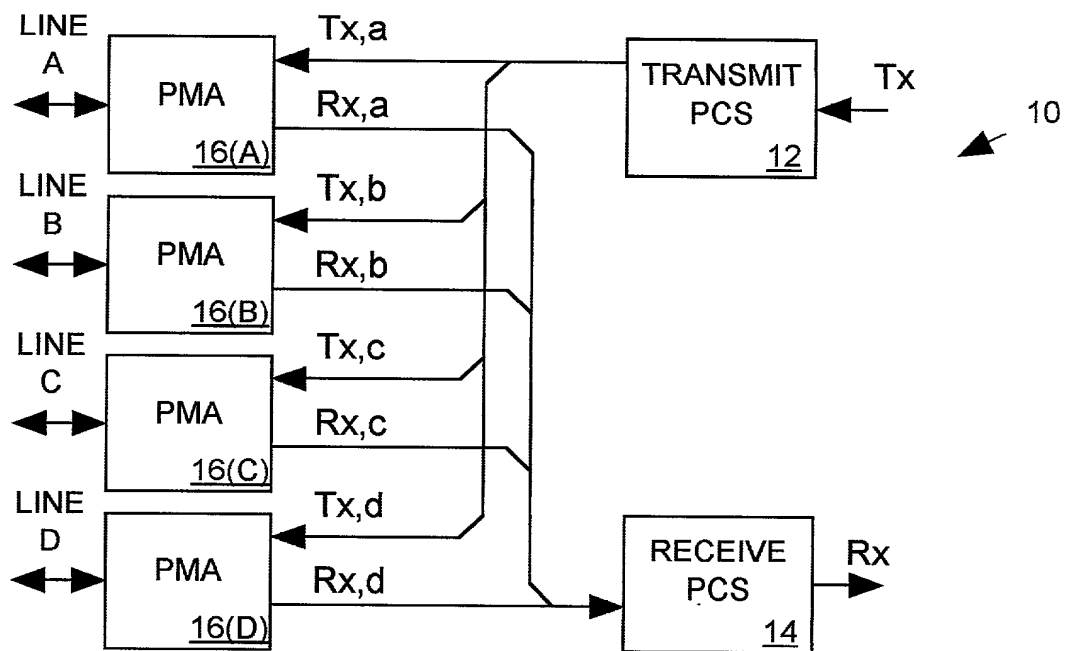 LINE
A
PMA
16(A)
Tx,a
Rx,a
TRANSMIT
PCS
12
Tx
10
LINE
B
PMA
16(B)
Tx,b
Rx,b
LINE
C
PMA
16(C)
Tx,c
Rx,c
LINE
D
PMA
16(D)
Tx,d
Rx,d
RECEIVE
PCS
14
Rx